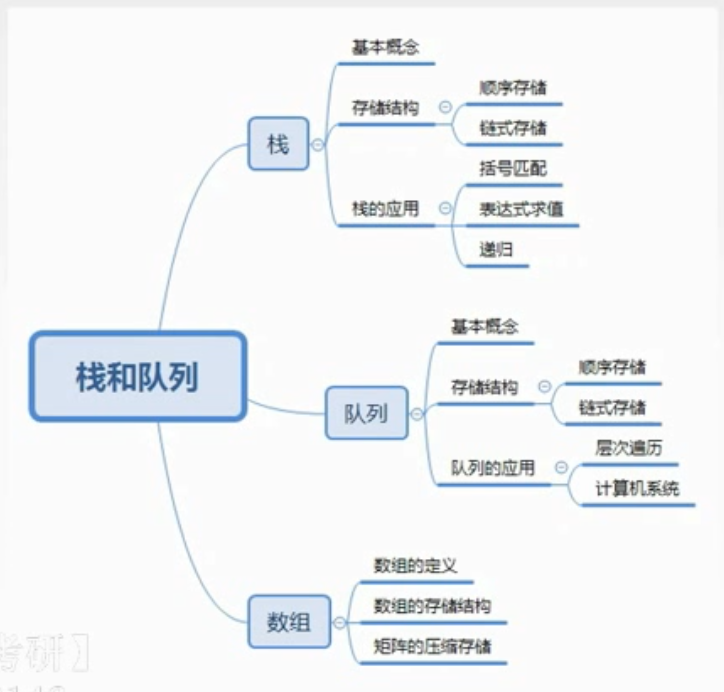 栈和队列
栈
基本概念
存储结构
顺序存储
链式存储
栈的应用
括号匹配
表达式求值
递归
队列
基本概念
存储结构
顺序存储
链式存储
队列的应用
层次遍历
计算机系统
数组
数组的定义
数组的存储结构
矩阵的压缩存储
考研】